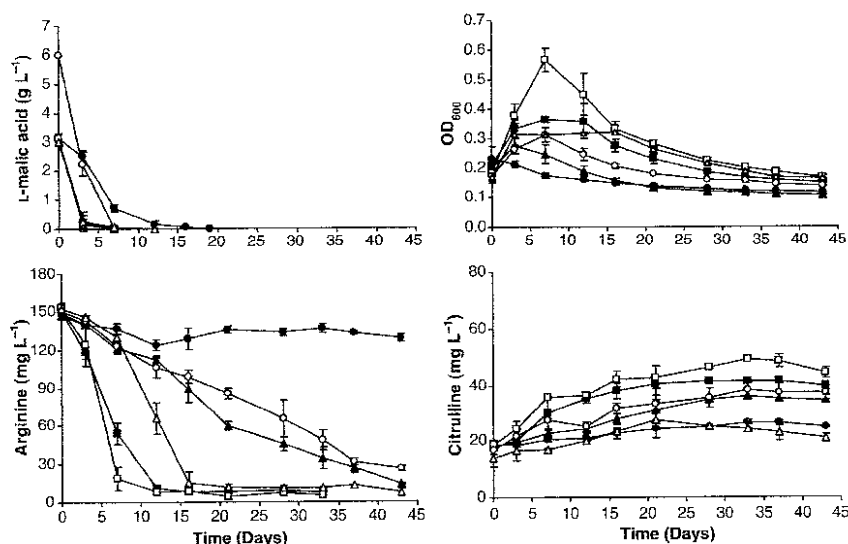 L-malic acid (g L⁻¹)
7
6
5
4
3
2
1
0
0 5 10 15 20 25 30 35 40 45
OD600
0.7
0.6
0.5
0.4
0.3
0.2
0.1
0.0
0 5 10 15 20 25 30 35 40 45
Arginine (mg L⁻¹)
180
150
120
90
60
30
0
0 5 10 15 20 25 30 35 40 45
Time (Days)
Citrulline (mg L⁻¹)
80
60
40
20
0
0 5 10 15 20 25 30 35 40 45
Time (Days)